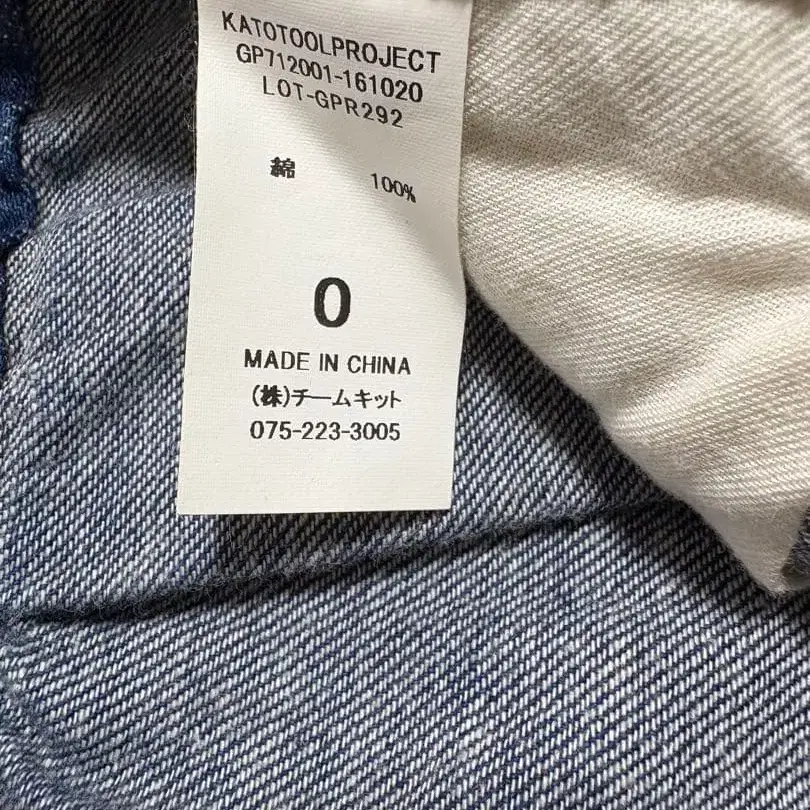 KATOTOOLPROJECT
GP712001-161020
LOT-GPR292
綿 100%
0
MADE IN CHINA
(株)チームキット
075-223-3005